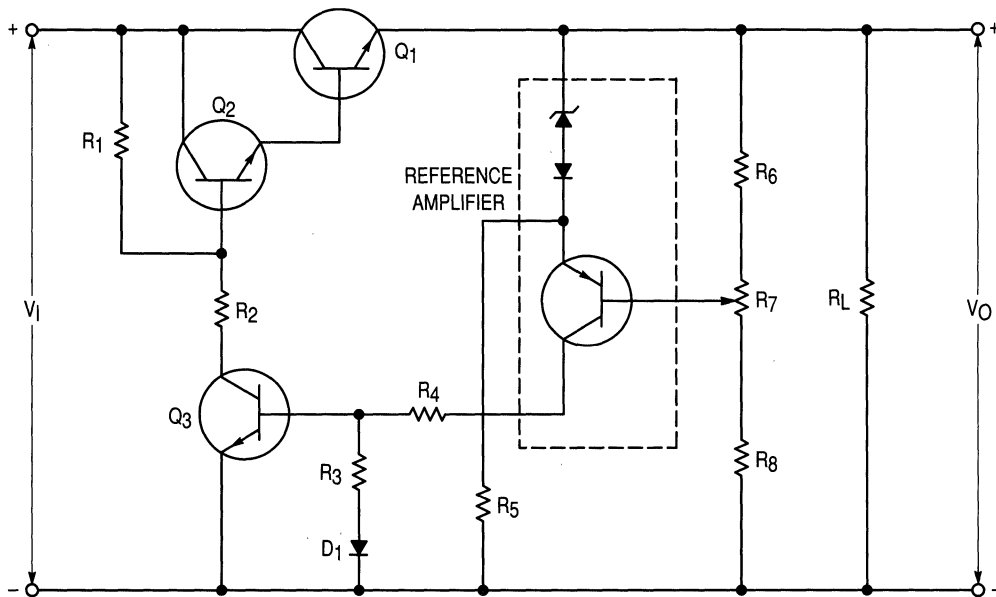 +
+
Q1
Q2
R1
REFERENCE
AMPLIFIER
R6
VI
R2
R7
RL
VO
R4
Q3
R3
R8
R5
D1
–
–